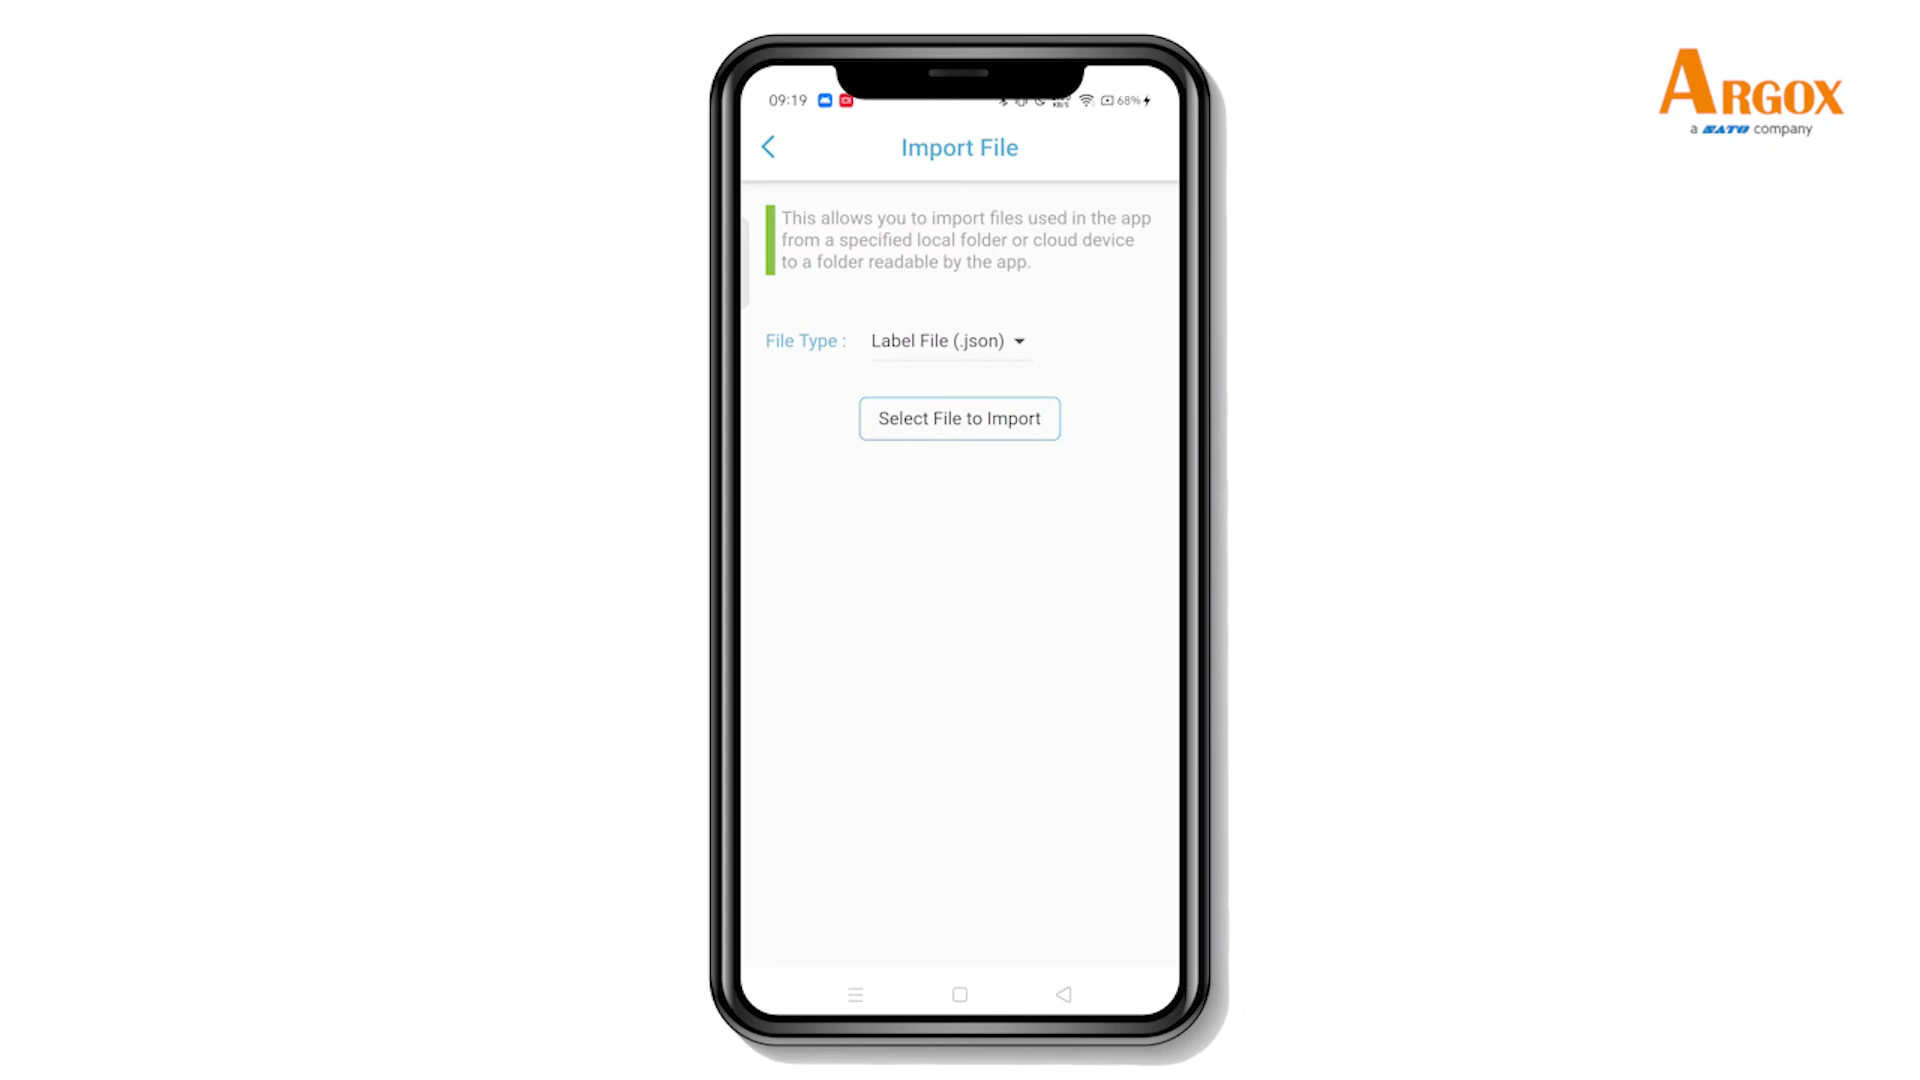 09:19
68%
Import File
This allows you to import files used in the app
from a specified local folder or cloud device
to a folder readable by the app.
File Type :
Label File (.json)
Select File to Import
ARGOX
a SATO company